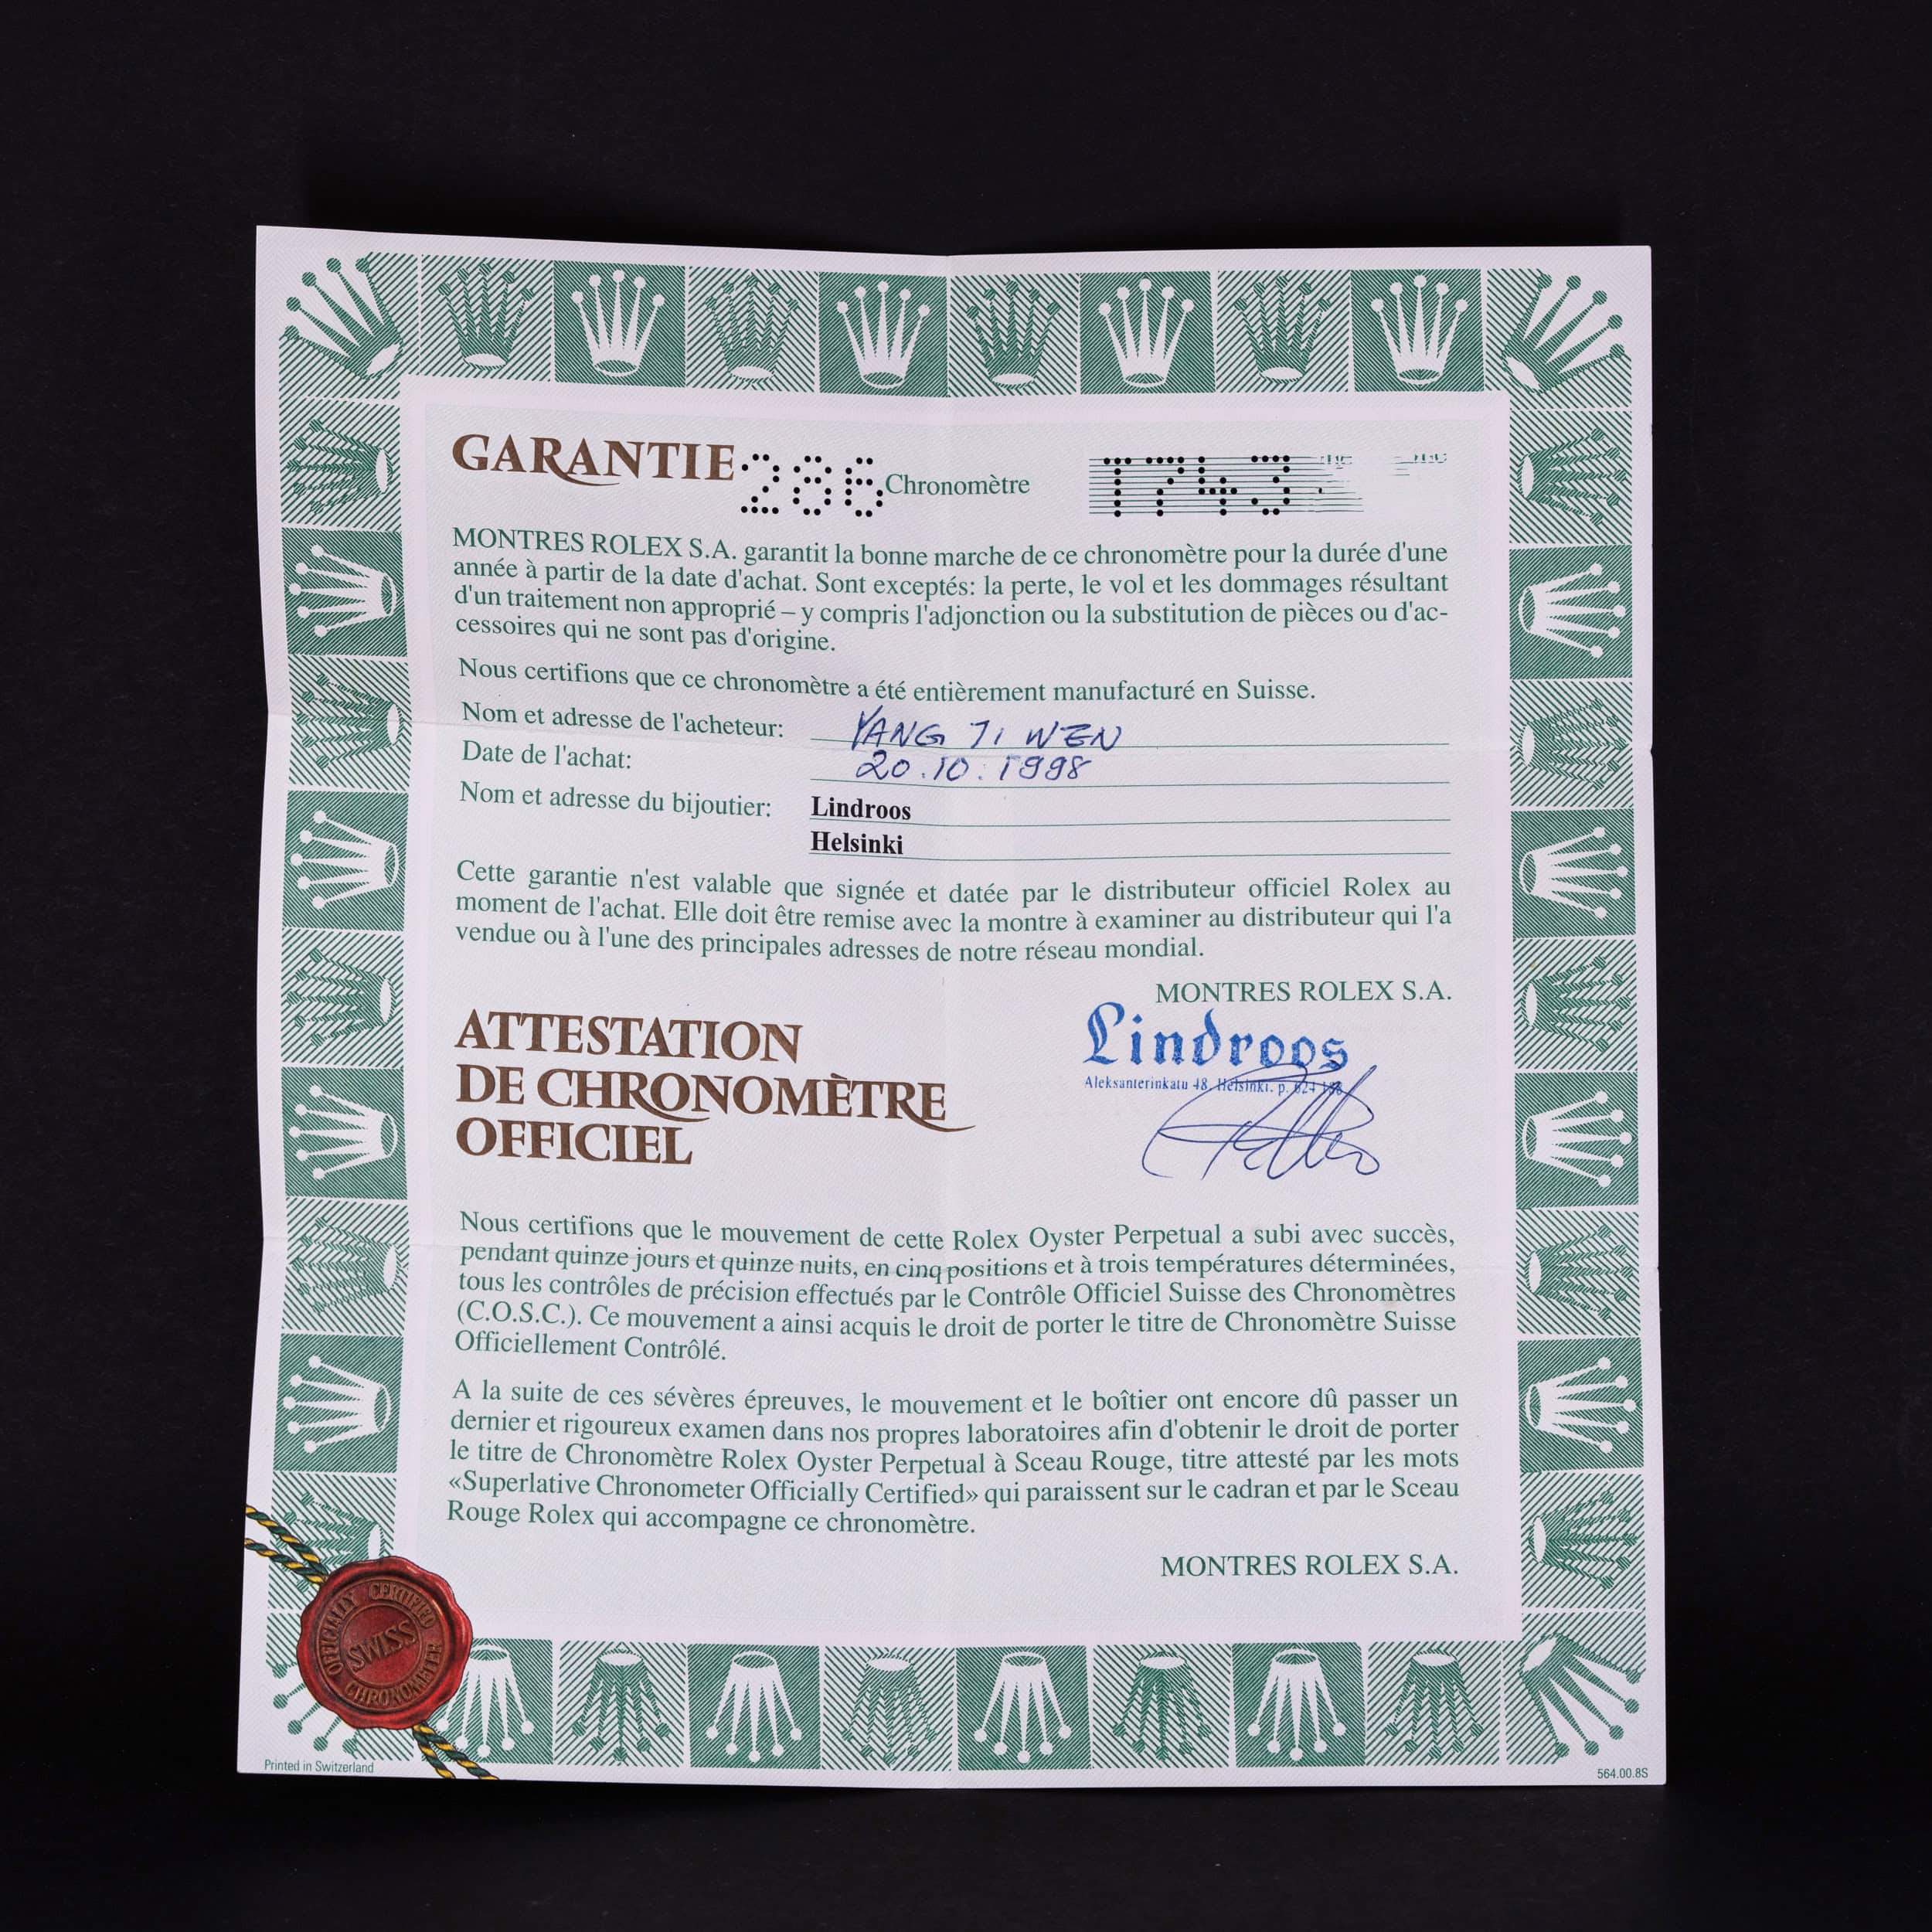 GARANTIE 286 Chronomètre
MONTRES ROLEX S.A. garantit la bonne marche de ce chronomètre pour la durée d'une
année à partir de la date d'achat. Sont exceptés: la perte, le vol et les dommages résultant
d'un traitement non approprié – y compris l'adjonction ou la substitution de pièces ou d'ac-
cessoires qui ne sont pas d'origine.
Nous certifions que ce chronomètre a été entièrement manufacturé en Suisse.
Nom et adresse de l'acheteur: YANG JI WEN
Date de l'achat: 20.10.1998
Nom et adresse du bijoutier: Lindroos
Helsinki
Cette garantie n'est valable que signée et datée par le distributeur officiel Rolex au
moment de l'achat. Elle doit être remise avec la montre à examiner au distributeur qui l'a
vendue ou à l'une des principales adresses de notre réseau mondial.
MONTRES ROLEX S.A.
Lindroos
Aleksanterinkatu 48, Helsinki. p.
ATTESTATION
DE CHRONOMÈTRE
OFFICIEL
Nous certifions que le mouvement de cette Rolex Oyster Perpetual a subi avec succès,
pendant quinze jours et quinze nuits, en cinq positions et à trois températures déterminées,
tous les contrôles de précision effectués par le Contrôle Officiel Suisse des Chronomètres
(C.O.S.C.). Ce mouvement a ainsi acquis le droit de porter le titre de Chronomètre Suisse
Officiellement Contrôlé.
A la suite de ces sévères épreuves, le mouvement et le boîtier ont encore dû passer un
dernier et rigoureux examen dans nos propres laboratoires afin d'obtenir le droit de porter
le titre de Chronomètre Rolex Oyster Perpetual à Sceau Rouge, titre attesté par les mots
«Superlative Chronometer Officially Certified» qui paraissent sur le cadran et par le Sceau
Rouge Rolex qui accompagne ce chronomètre.
MONTRES ROLEX S.A.
OFFICIALLY CERTIFIED
SWISS
CHRONOMETER
Printed in Switzerland
564.00.8S